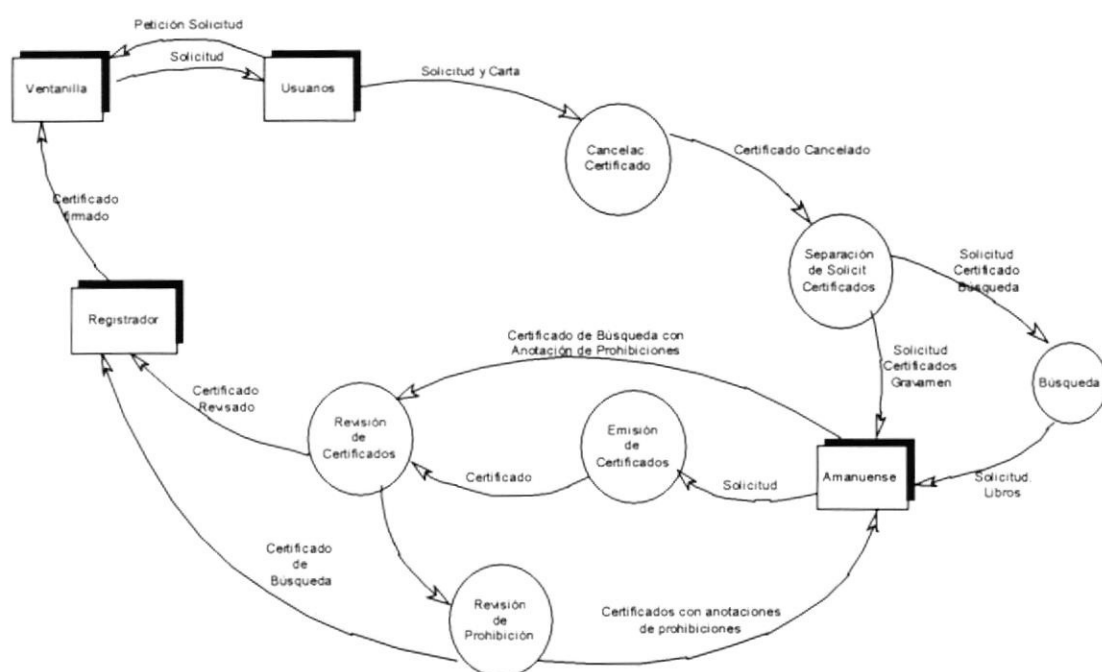 Petición Solicitud
Solicitud
Ventanilla
Usuarios
Solicitud y Carta
Cancelac.
Certificado
Certificado Cancelado
Certificado
firmado
Separación
de Solicit
Certificados
Solicitud
Certificado
Búsqueda
Registrador
Certificado de Búsqueda con
Anotación de Prohibiciones
Solicitud
Certificados
Gravamen
Búsqueda
Certificado
Revisado
Revisión
de
Certificados
Emisión
de
Certificados
Certificado
Solicitud
Amanuense
Solicitud.
Libros
Certificado
de
Búsqueda
Revisión
de
Prohibición
Certificados con anotaciones
de prohibiciones